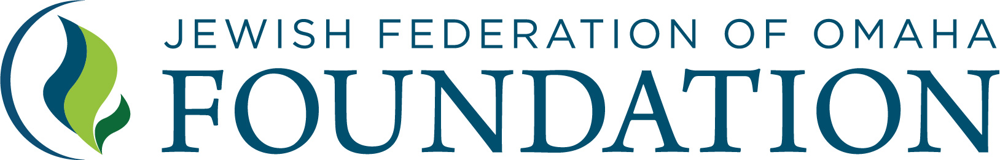 JEWISH FEDERATION OF OMAHA
FOUNDATION